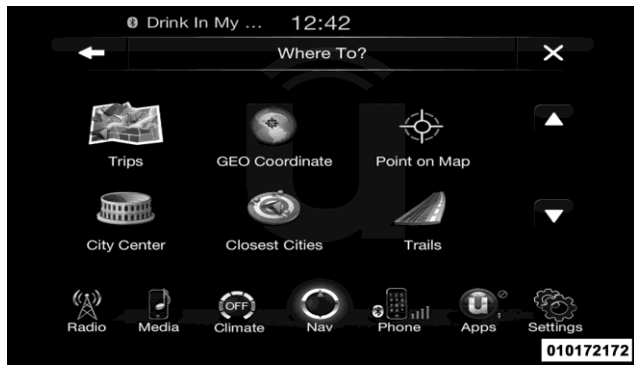 Drink In My ... 12:42
Where To?
Trips GEO Coordinate Point on Map
City Center Closest Cities Trails
OFF
Radio Media Climate Nav Phone Apps Settings
010172172